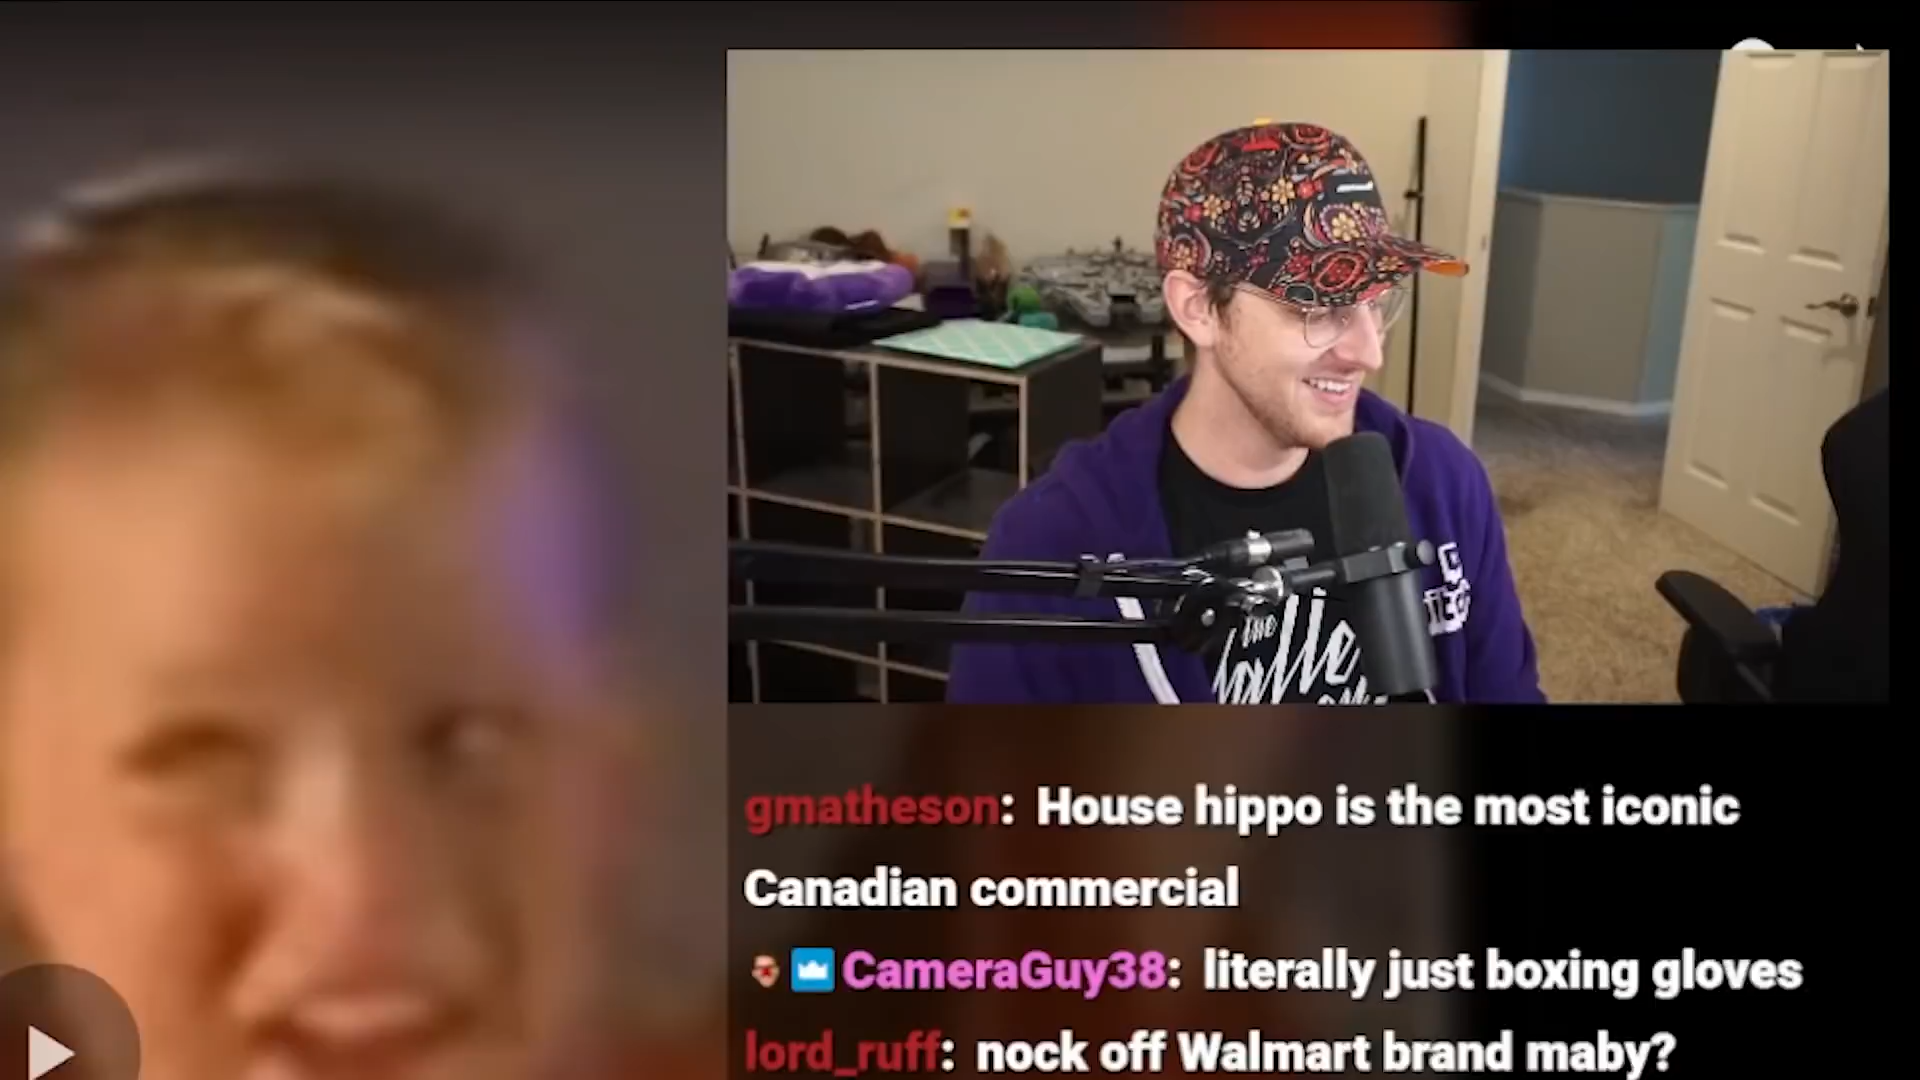 the
gmatheson: House hippo is the most iconic
Canadian commercial
CameraGuy38: literally just boxing gloves
lord_ruff: nock off Walmart brand maby?